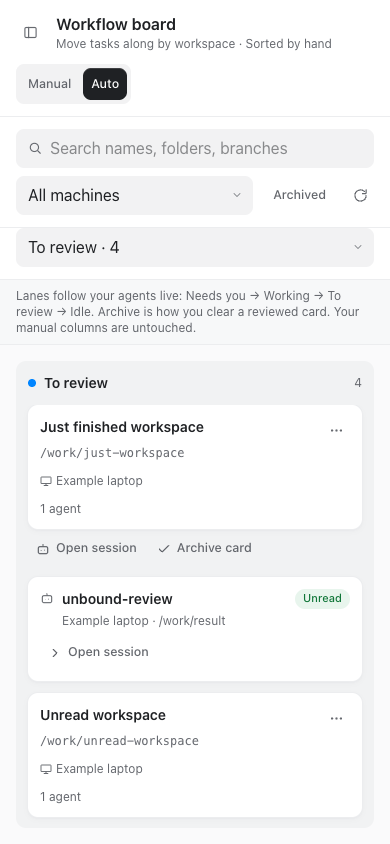 Workflow board
Move tasks along by workspace · Sorted by hand
Manual
Auto
Search names, folders, branches
All machines
Archived
To review · 4
Lanes follow your agents live: Needs you → Working → To
review → Idle. Archive is how you clear a reviewed card. Your
manual columns are untouched.
To review
4
Just finished workspace
/work/just-workspace
Example laptop
1 agent
Open session
Archive card
unbound-review
Unread
Example laptop · /work/result
Open session
Unread workspace
/work/unread-workspace
Example laptop
1 agent